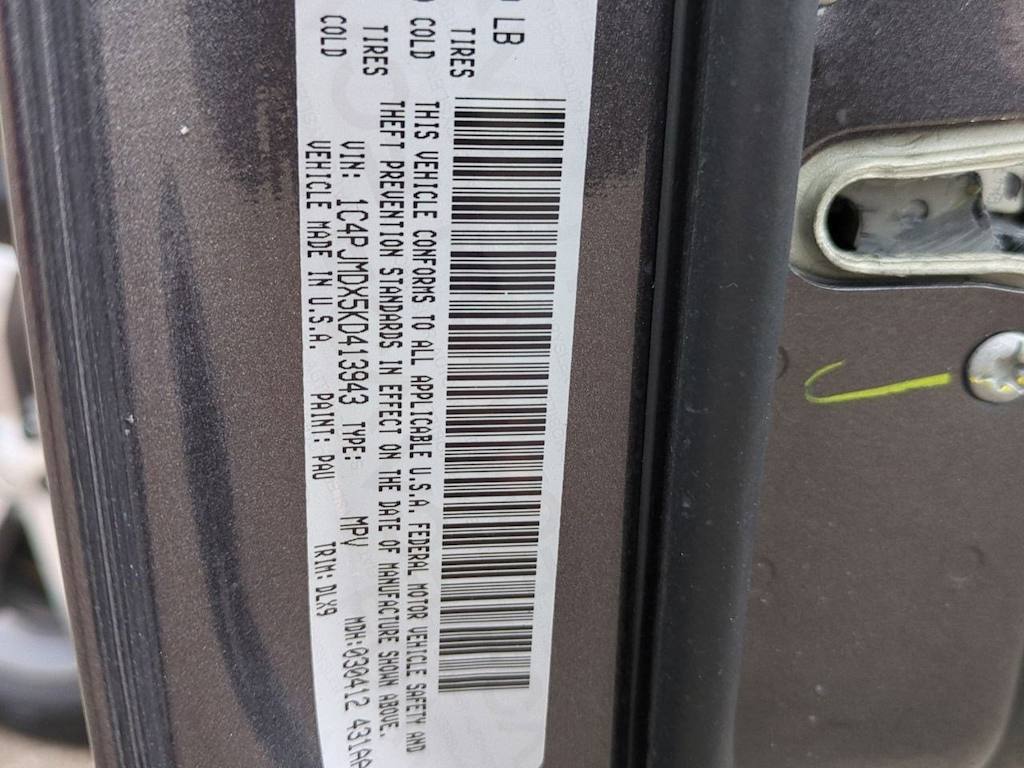 LB
TIRES COLD
TIRES COLD
THIS VEHICLE CONFORMS TO ALL APPLICABLE U.S.A. FEDERAL MOTOR VEHICLE SAFETY AND
THEFT PREVENTION STANDARDS IN EFFECT ON THE DATE OF MANUFACTURE SHOWN ABOVE.
VIN: 1C4PJMDX5KD413943 TYPE: MPV MDH:030412 431AA
VEHICLE MADE IN U.S.A. PAINT: PAU TRIM: DLX9